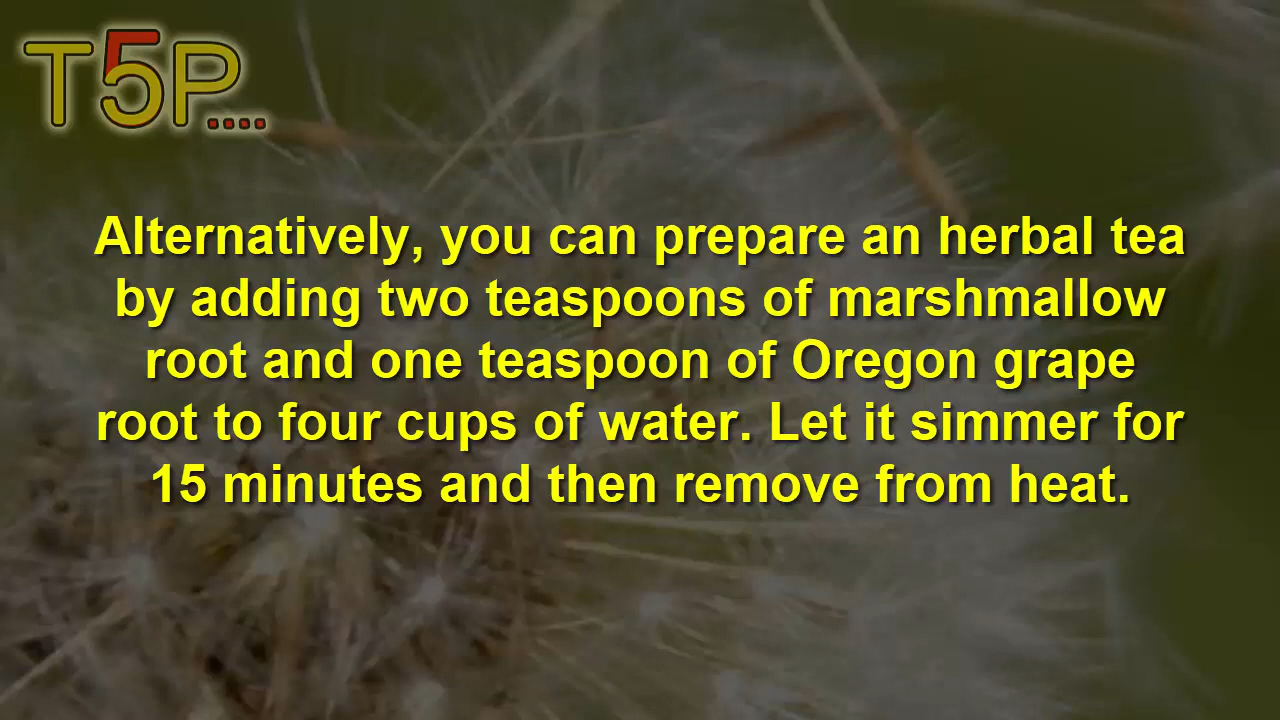 T5P....
Alternatively, you can prepare an herbal tea
by adding two teaspoons of marshmallow
root and one teaspoon of Oregon grape
root to four cups of water. Let it simmer for
15 minutes and then remove from heat.